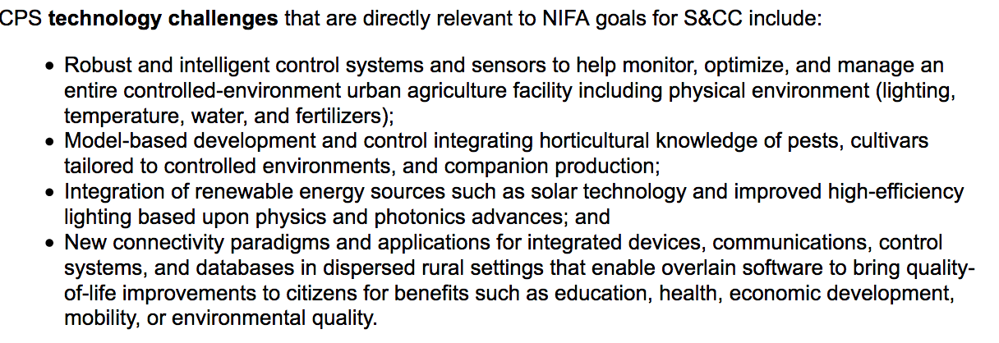 CPS technology challenges that are directly relevant to NIFA goals for S&CC include:
• Robust and intelligent control systems and sensors to help monitor, optimize, and manage an
entire controlled-environment urban agriculture facility including physical environment (lighting,
temperature, water, and fertilizers);
• Model-based development and control integrating horticultural knowledge of pests, cultivars
tailored to controlled environments, and companion production;
• Integration of renewable energy sources such as solar technology and improved high-efficiency
lighting based upon physics and photonics advances; and
• New connectivity paradigms and applications for integrated devices, communications, control
systems, and databases in dispersed rural settings that enable overlain software to bring quality-
of-life improvements to citizens for benefits such as education, health, economic development,
mobility, or environmental quality.